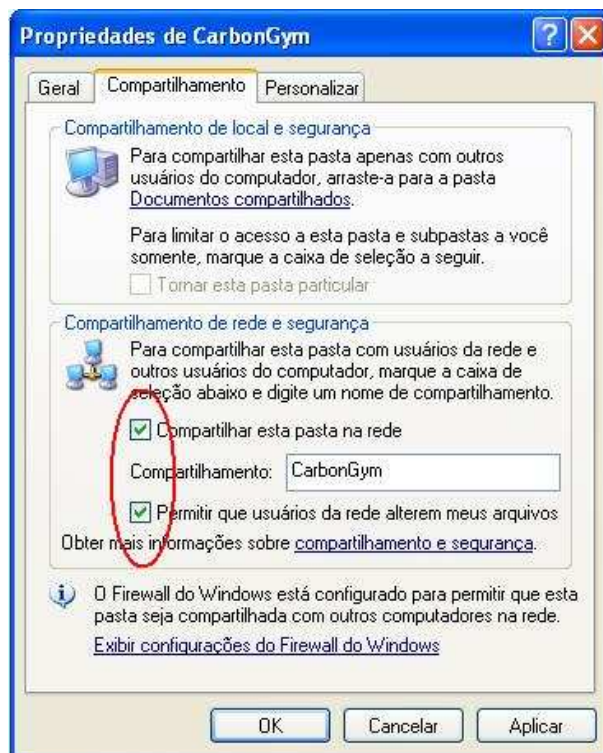 Propriedades de CarbonGym
Geral Compartilhamento Personalizar
Compartilhamento de local e segurança
Para compartilhar esta pasta apenas com outros
usuários do computador, arraste-a para a pasta
Documentos compartilhados.
Para limitar o acesso a esta pasta e subpastas a você
somente, marque a caixa de seleção a seguir.
Tornar esta pasta particular
Compartilhamento de rede e segurança
Para compartilhar esta pasta com usuários da rede e
outros usuários do computador, marque a caixa de
seleção abaixo e digite um nome de compartilhamento.
Compartilhar esta pasta na rede
Compartilhamento: CarbonGym
Permitir que usuários da rede alterem meus arquivos
Obter mais informações sobre compartilhamento e segurança.
O Firewall do Windows está configurado para permitir que esta
pasta seja compartilhada com outros computadores na rede.
Exibir configurações do Firewall do Windows
OK Cancelar Aplicar